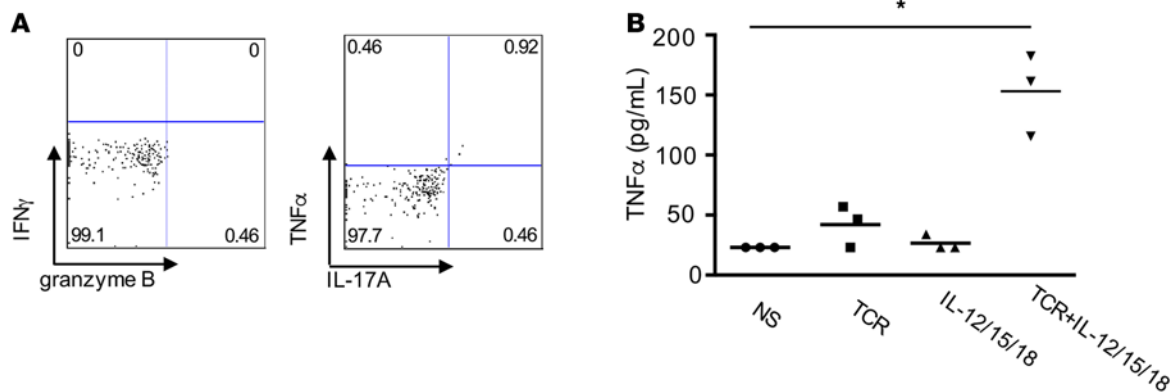 A
0 0
99.1 0.46
IFNγ
granzyme B
0.46 0.92
97.7 0.46
TNFα
IL-17A
B
*
TNFα (pg/mL)
200
150
100
50
0
NS
TCR
IL-12/15/18
TCR+IL-12/15/18